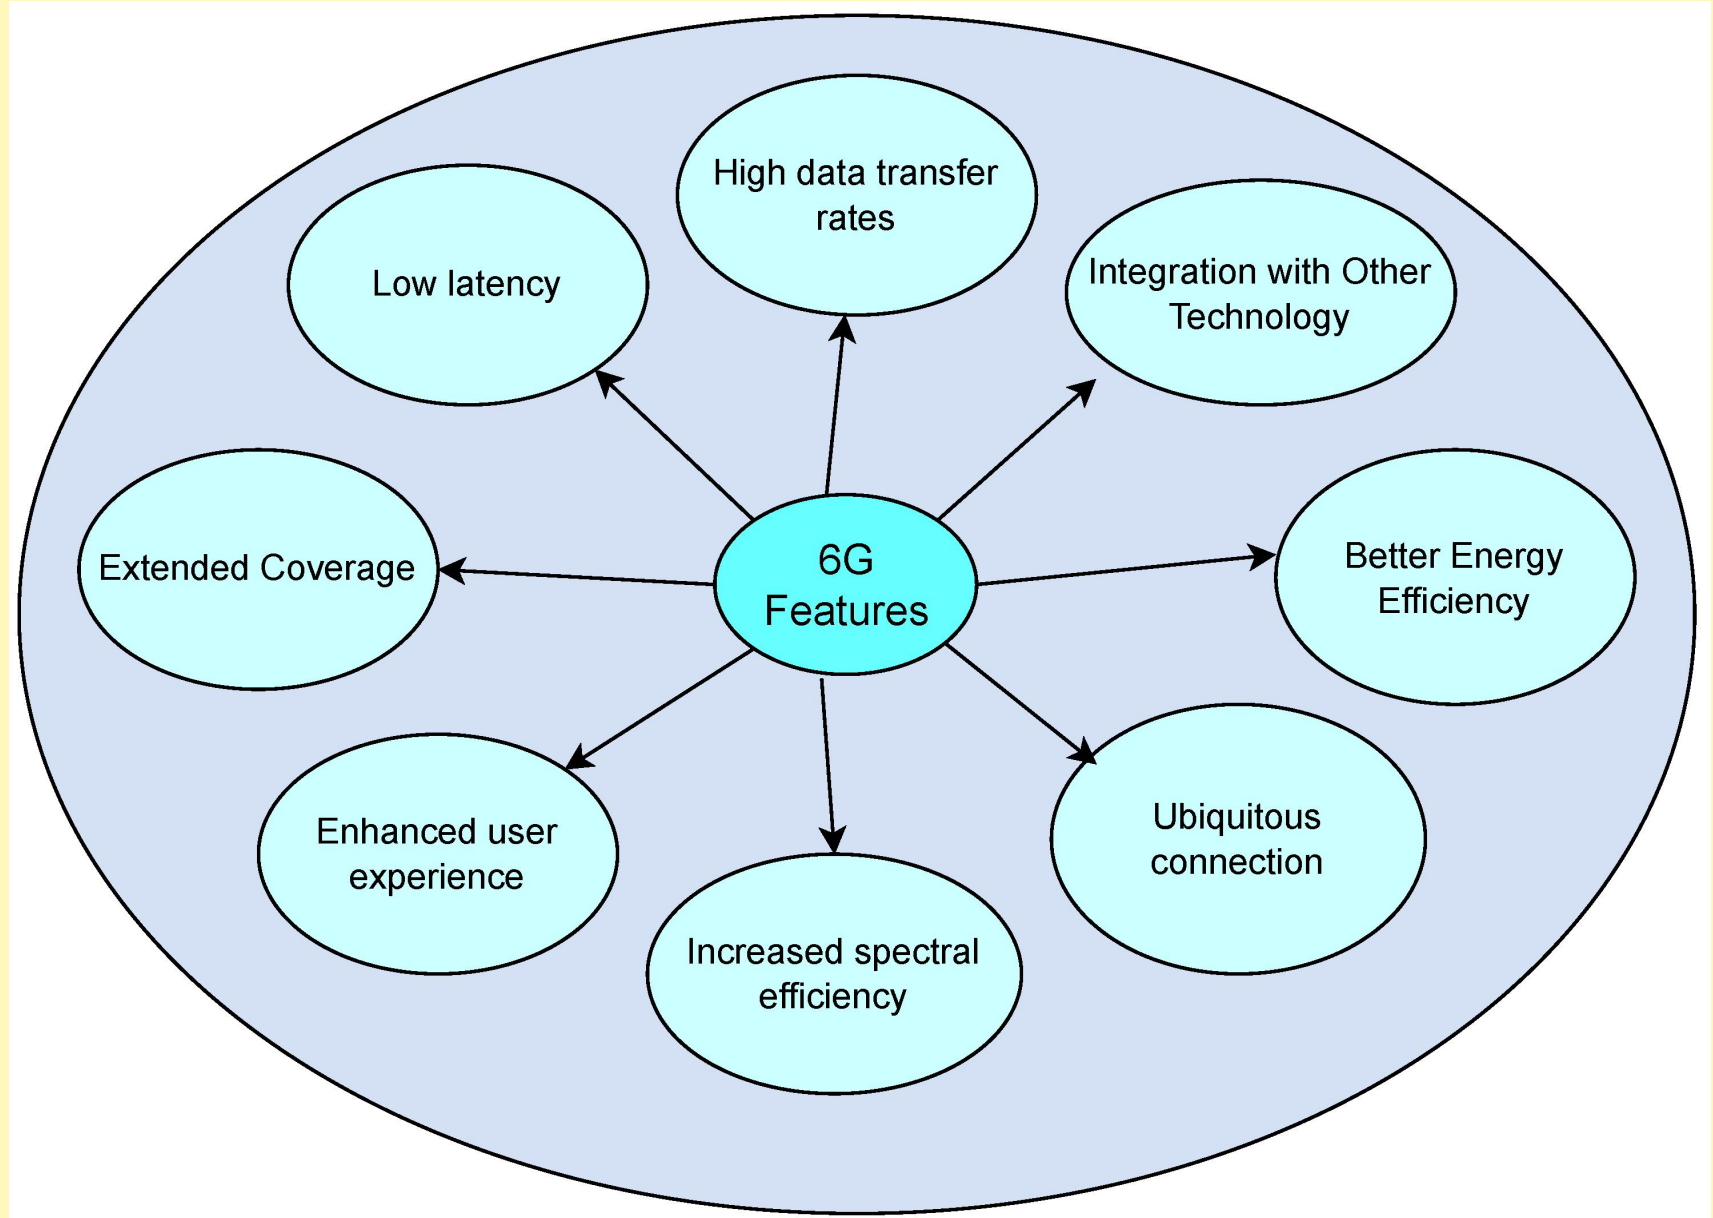 High data transfer
rates
Low latency
Integration with Other
Technology
Extended Coverage
6G
Features
Better Energy
Efficiency
Enhanced user
experience
Ubiquitous
connection
Increased spectral
efficiency